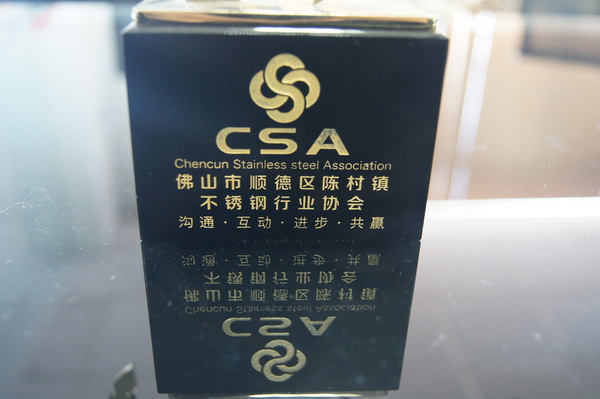 CSA
Chencun Stainless steel Association
佛山市顺德区陈村镇
不锈钢行业协会
沟通·互动·进步·共赢